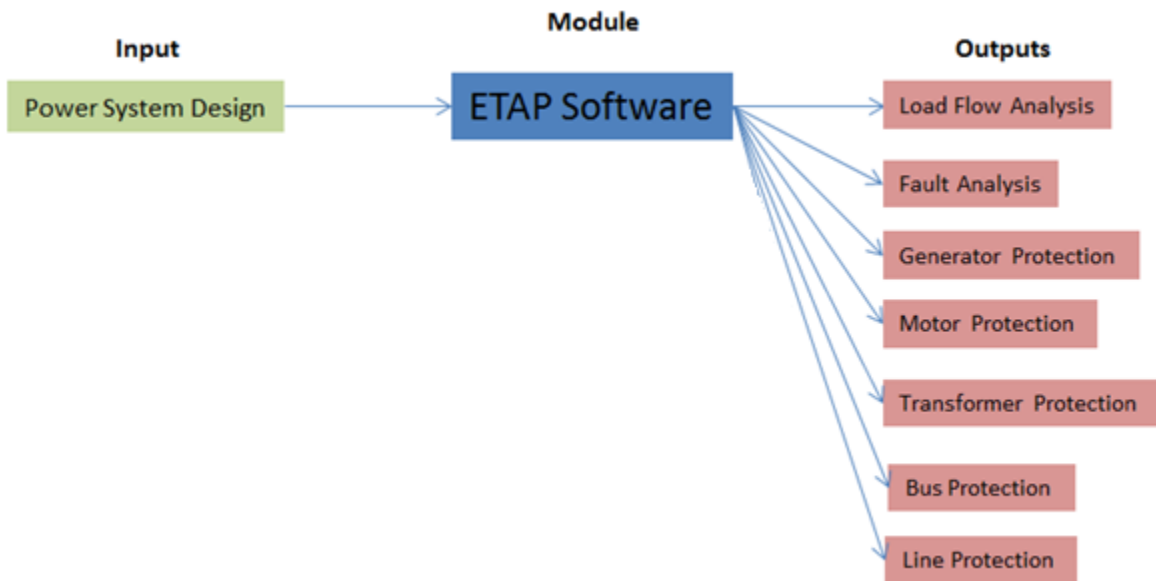 Module
Input
Outputs
Power System Design
ETAP Software
Load Flow Analysis
Fault Analysis
Generator Protection
Motor Protection
Transformer Protection
Bus Protection
Line Protection